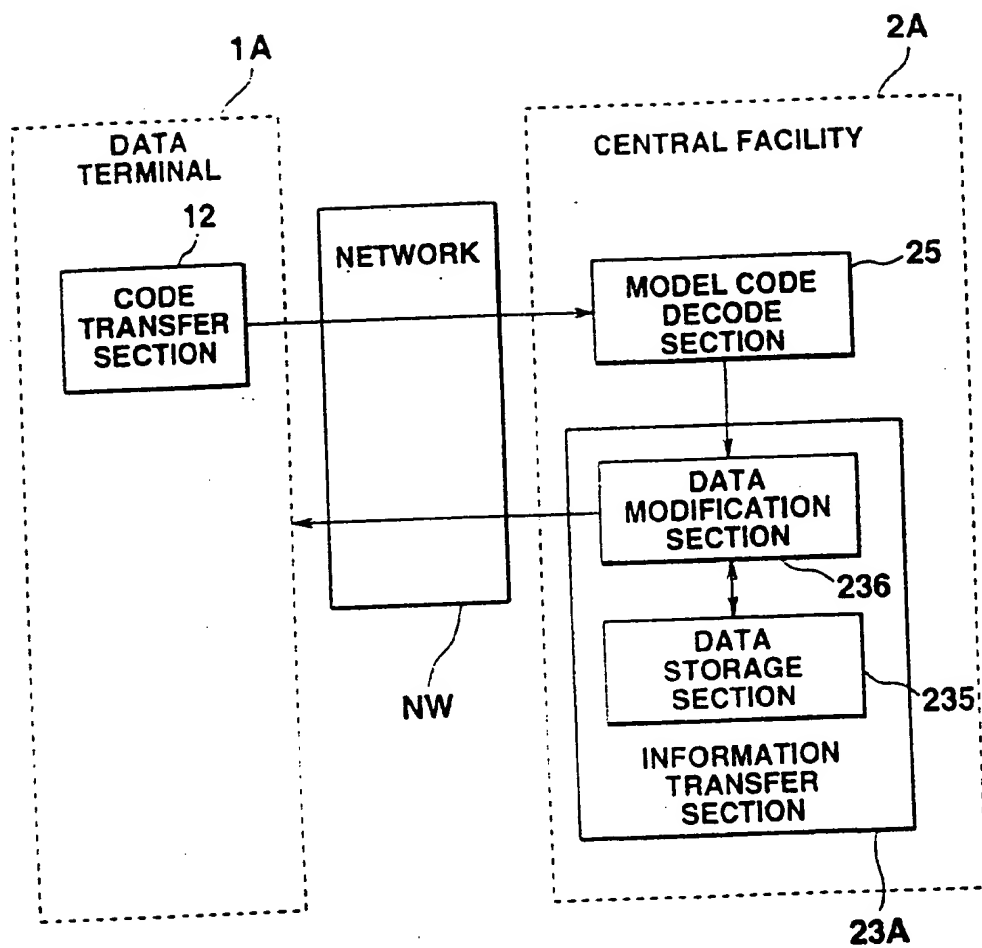 1A
2A
DATA
TERMINAL
CENTRAL FACILITY
12
NETWORK
25
CODE
TRANSFER
SECTION
MODEL CODE
DECODE
SECTION
DATA
MODIFICATION
SECTION
236
DATA
STORAGE
SECTION
235
NW
INFORMATION
TRANSFER
SECTION
23A